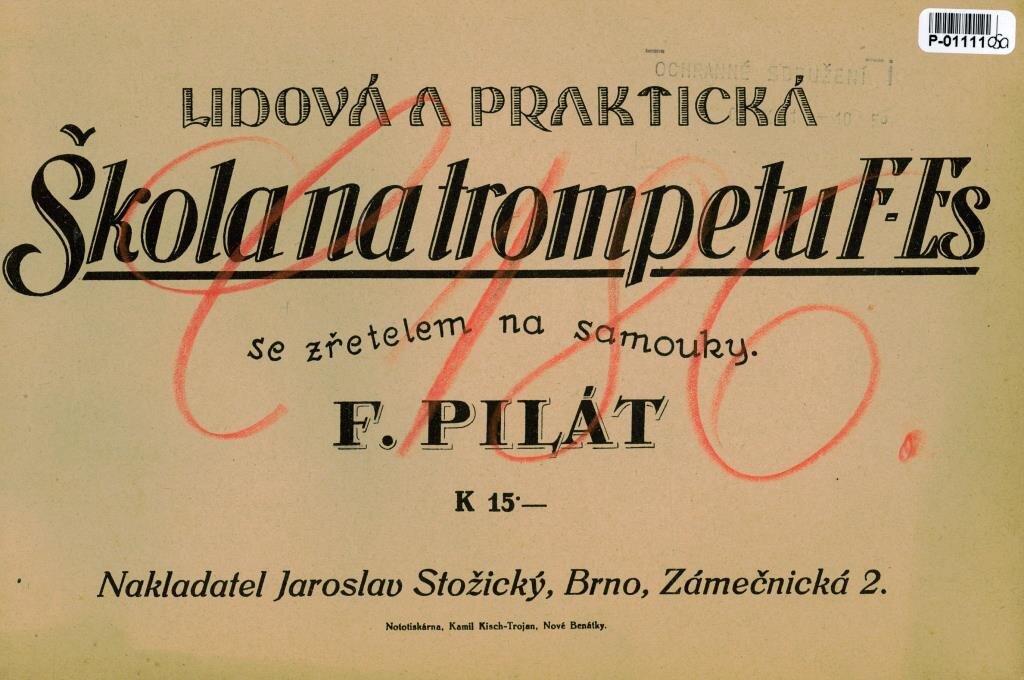 P-01111
OCHRANNÉ SDRUŽENÍ
LIDOVÁ A PRAKTICKÁ
Škola na trompetu F-Es
se zřetelem na samouky.
F. PILÁT
K 15·—
Nakladatel Jaroslav Stožický, Brno, Zámečnická 2.
Nototiskárna, Kamil Kisch-Trojan, Nové Benátky.